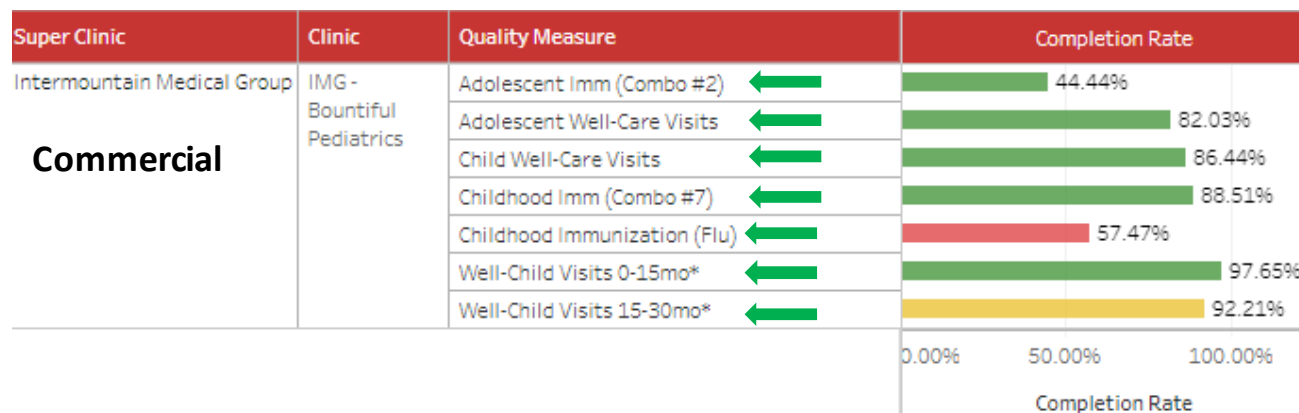 Super Clinic Clinic Quality Measure Completion Rate
Intermountain Medical Group IMG - Bountiful Pediatrics
Commercial
Adolescent Imm (Combo #2) 44.44%
Adolescent Well-Care Visits 82.03%
Child Well-Care Visits 86.44%
Childhood Imm (Combo #7) 88.51%
Childhood Immunization (Flu) 57.47%
Well-Child Visits 0-15mo* 97.65%
Well-Child Visits 15-30mo* 92.21%
0.00% 50.00% 100.00%
Completion Rate